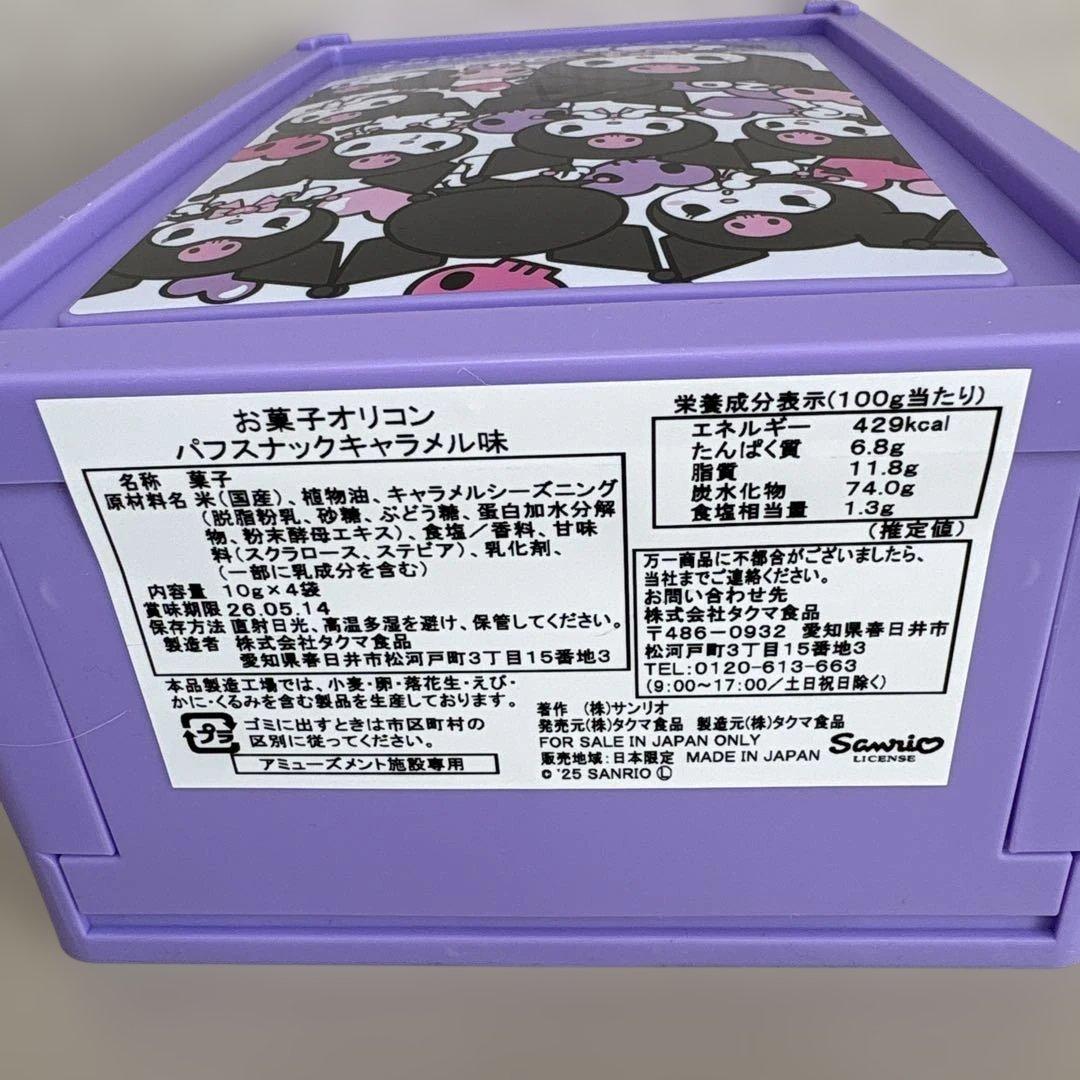 お菓子オリコン
パフスナックキャラメル味
名称 菓子
原材料名 米(国産)、植物油、キャラメルシーズニング
(脱脂粉乳、砂糖、ぶどう糖、蛋白加水分解
物、粉末酵母エキス)、食塩/香料、甘味
料(スクラロース、ステビア)、乳化剤、
(一部に乳成分を含む)
内容量 10g×4袋
賞味期限 26.05.14
保存方法 直射日光、高温多湿を避け、保管してください。
製造者 株式会社タクマ食品
愛知県春日井市松河戸町3丁目15番地3
本品製造工場では、小麦・卵・落花生・えび・
かに・くるみを含む製品を生産しております。
プラ
ゴミに出すときは市区町村の
区別に従ってください。
アミューズメント施設専用
栄養成分表示(100g当たり)
エネルギー 429kcal
たんぱく質 6.8g
脂質 11.8g
炭水化物 74.0g
食塩相当量 1.3g
(推定値)
万一商品に不都合がございましたら、
当社までご連絡ください。
お問い合わせ先
株式会社タクマ食品
〒486-0932 愛知県春日井市
松河戸町3丁目15番地3
TEL:0120-613-663
(9:00~17:00/土日祝日除く)
著作 (株)サンリオ
発売元(株)タクマ食品 製造元(株)タクマ食品
FOR SALE IN JAPAN ONLY
販売地域:日本限定 MADE IN JAPAN
© '25 SANRIO Ⓛ
Sanrio
LICENSE